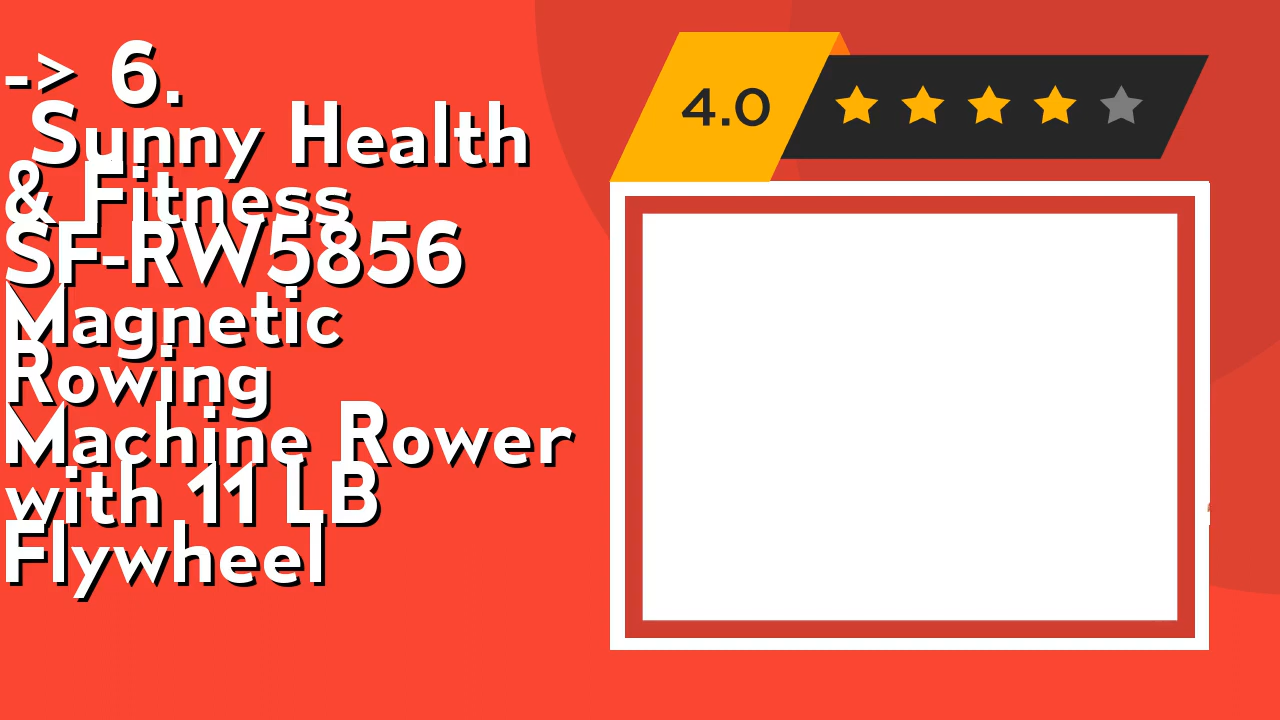 -> 6.
Sunny Health
& Fitness
SF-RW5856
Magnetic
Rowing
Machine Rower
with 11 LB
Flywheel
4.0